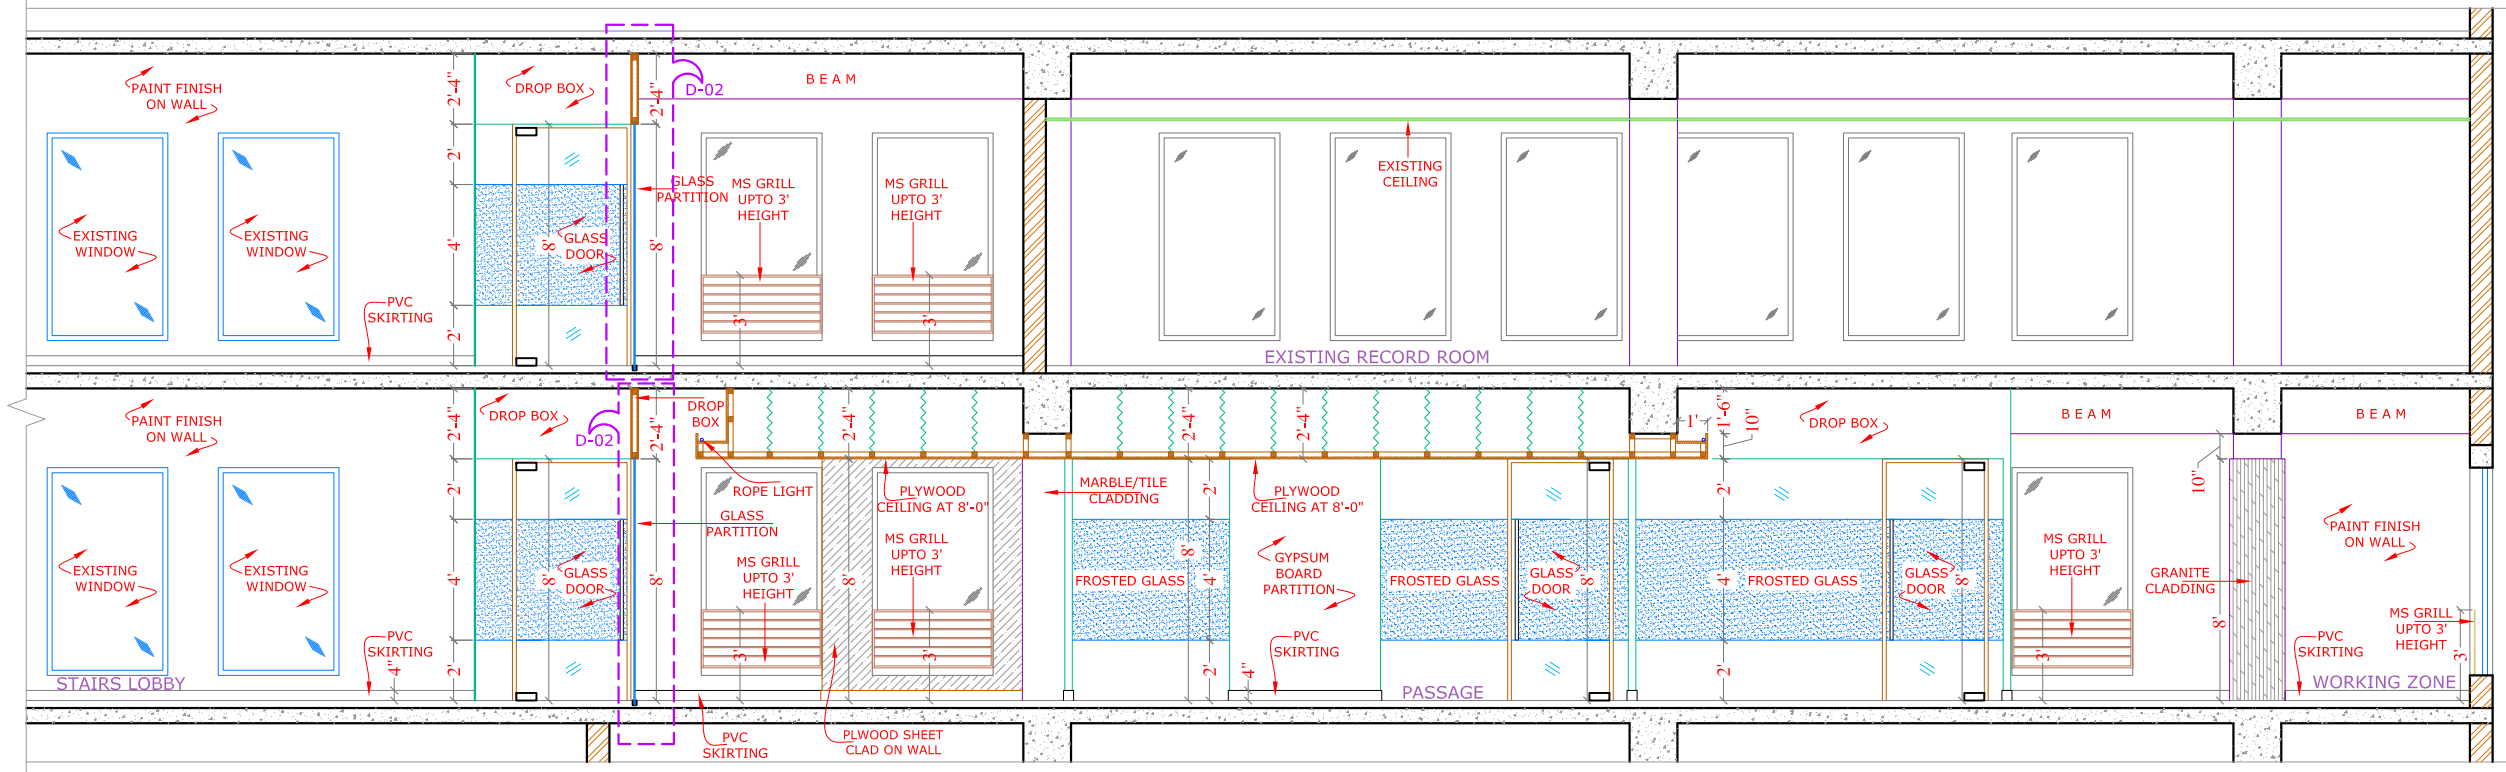 BEAM
D-02
PAINT FINISH
ON WALL
DROP BOX
2'-4"
2'-4"
EXISTING
CEILING
GLASS
PARTITION
MS GRILL
UPTO 3'
HEIGHT
MS GRILL
UPTO 3'
HEIGHT
2'
EXISTING
WINDOW
EXISTING
WINDOW
4'
8'
GLASS
DOOR
8'
PVC
SKIRTING
2'
3'
3'
EXISTING RECORD ROOM
PAINT FINISH
ON WALL
DROP BOX
D-02
DROP
BOX
2'-4"
2'-4"
2'-4"
2'-4"
2'-4"
1'
1'-6"
10"
DROP BOX
BEAM
BEAM
2'
ROPE LIGHT
PLYWOOD
CEILING AT 8'-0"
MARBLE/TILE
CLADDING
2'
PLYWOOD
CEILING AT 8'-0"
2'
10"
GLASS
PARTITION
PAINT FINISH
ON WALL
EXISTING
WINDOW
EXISTING
WINDOW
4'
8'
GLASS
DOOR
8'
MS GRILL
UPTO 3'
HEIGHT
8'
MS GRILL
UPTO 3'
HEIGHT
FROSTED GLASS
8'
4'
GYPSUM
BOARD
PARTITION
FROSTED GLASS
GLASS
DOOR
8'
4'
FROSTED GLASS
GLASS
DOOR
8'
MS GRILL
UPTO 3'
HEIGHT
GRANITE
CLADDING
8'
MS GRILL
UPTO 3'
HEIGHT
PVC
SKIRTING
4"
2'
3'
3'
2'
4"
PVC
SKIRTING
2'
3'
PVC
SKIRTING
3'
STAIRS LOBBY
PASSAGE
WORKING ZONE
PVC
SKIRTING
PLWOOD SHEET
CLAD ON WALL